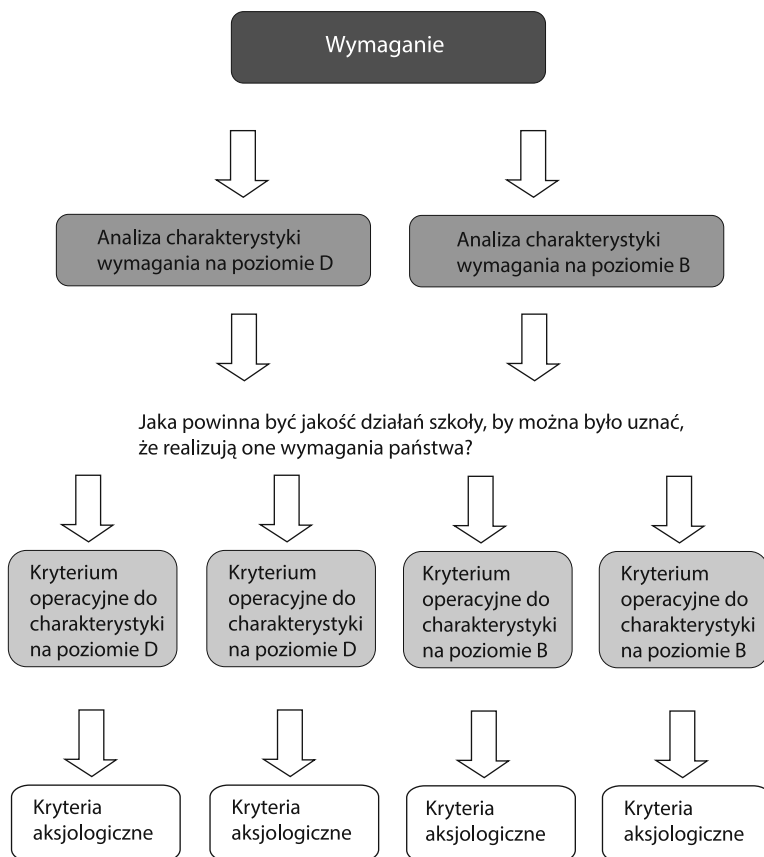 Wymaganie
Analiza charakterystyki
wymagania na poziomie D
Analiza charakterystyki
wymagania na poziomie B
Jaka powinna być jakość działań szkoły, by można było uznać,
że realizują one wymagania państwa?
Kryterium
operacyjne do
charakterystyki
na poziomie D
Kryterium
operacyjne do
charakterystyki
na poziomie D
Kryterium
operacyjne do
charakterystyki
na poziomie B
Kryterium
operacyjne do
charakterystyki
na poziomie B
Kryteria
aksjologiczne
Kryteria
aksjologiczne
Kryteria
aksjologiczne
Kryteria
aksjologiczne